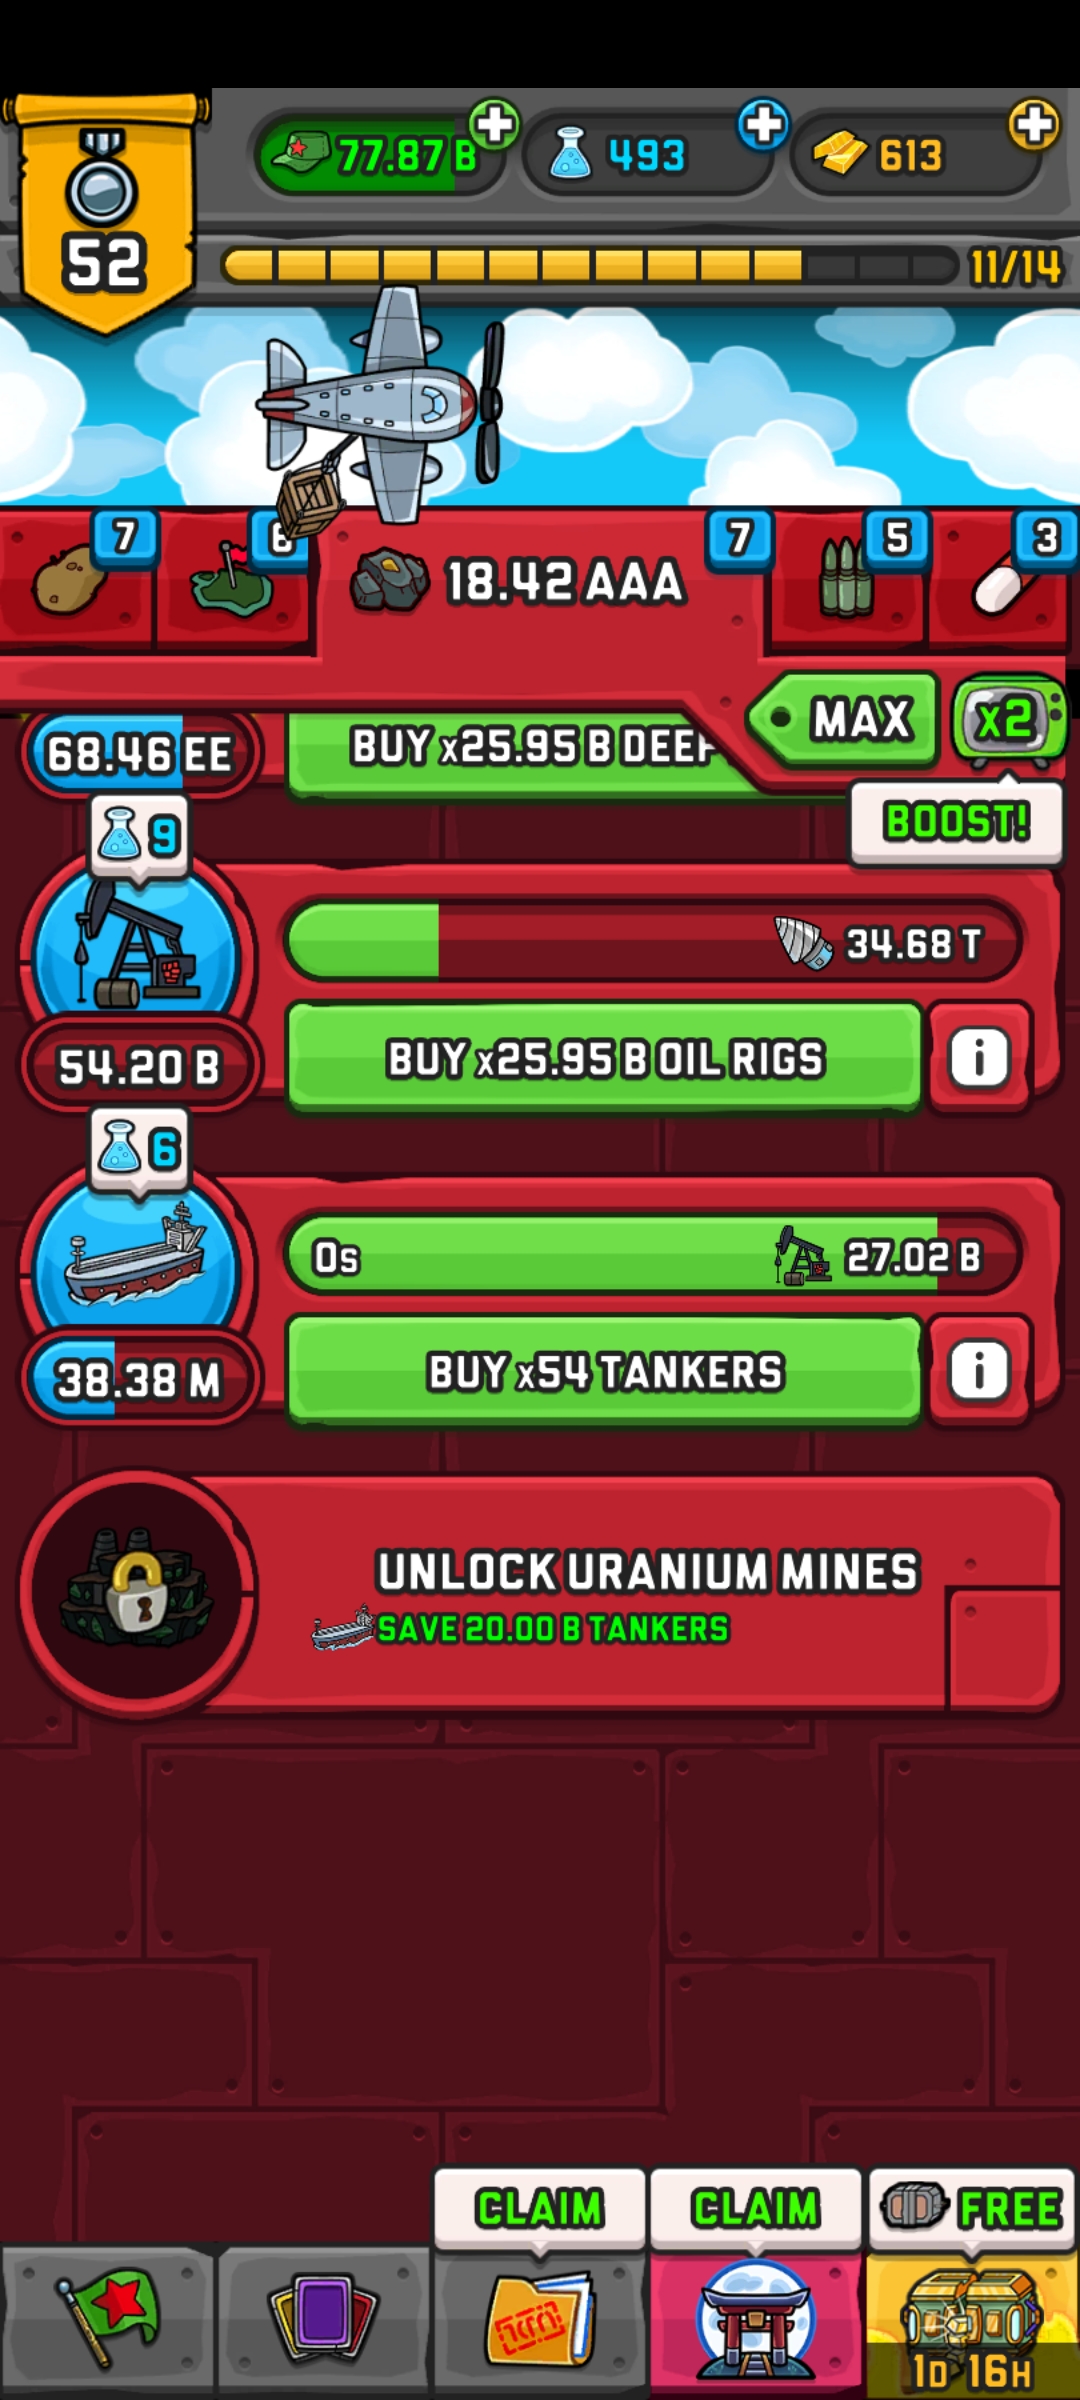 77.87 B
493
613
52
11/14
7
6
18.42 AAA
7
5
3
MAX
x2
68.46 EE
BUY x25.95 B DEEP
BOOST!
9
34.68 T
54.20 B
BUY x25.95 B OIL RIGS
i
6
0s
27.02 B
38.38 M
BUY x54 TANKERS
i
UNLOCK URANIUM MINES
SAVE 20.00 B TANKERS
CLAIM
CLAIM
FREE
1D 16H